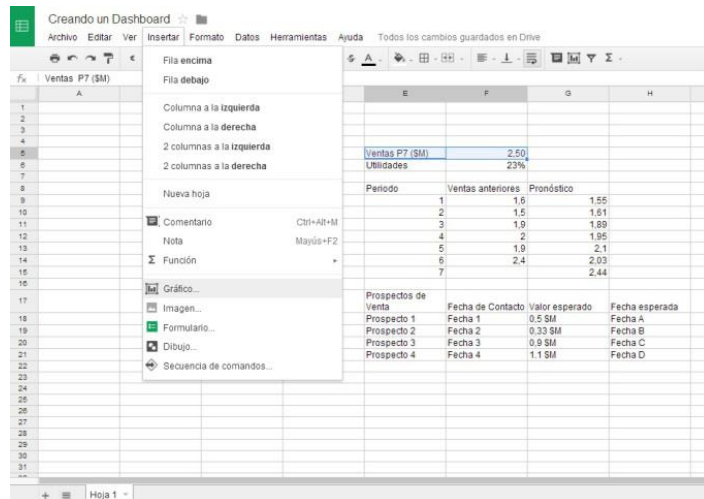 Creando un Dashboard
Archivo Editar Ver Insertar Formato Datos Herramientas Ayuda Todos los cambios guardados en Drive
fx Ventas P7 ($M)
A E F G H
Fila encima
Fila debajo
Columna a la izquierda
Columna a la derecha
2 columnas a la izquierda
2 columnas a la derecha
Nueva hoja
Comentario Ctrl+Alt+M
Nota Mayús+F2
Σ Función
Gráfico...
Imagen...
Formulario...
Dibujo...
Secuencia de comandos...
1
2
3
4
5 Ventas P7 ($M) 2,50
6 Utilidades 23%
7
8 Periodo Ventas anteriores Pronóstico
9 1 1,6 1,55
10 2 1,5 1,61
11 3 1,9 1,89
12 4 2 1,95
13 5 1,9 2,1
14 6 2,4 2,03
15 7 2,44
16
17 Prospectos de Venta Fecha de Contacto Valor esperado Fecha esperada
18 Prospecto 1 Fecha 1 0,5 $M Fecha A
19 Prospecto 2 Fecha 2 0,33 $M Fecha B
20 Prospecto 3 Fecha 3 0,9 $M Fecha C
21 Prospecto 4 Fecha 4 1.1 $M Fecha D
22
23
24
25
26
27
28
29
30
31
+ Hoja 1